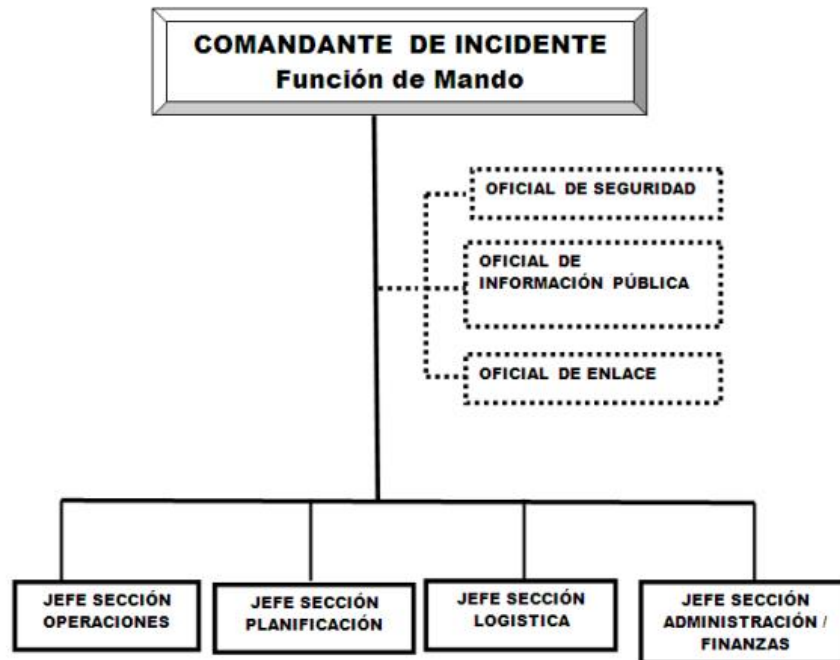 COMANDANTE DE INCIDENTE
Función de Mando
OFICIAL DE SEGURIDAD
OFICIAL DE
INFORMACIÓN PÚBLICA
OFICIAL DE ENLACE
JEFE SECCIÓN
OPERACIONES
JEFE SECCIÓN
PLANIFICACIÓN
JEFE SECCIÓN
LOGISTICA
JEFE SECCIÓN
ADMINISTRACIÓN /
FINANZAS